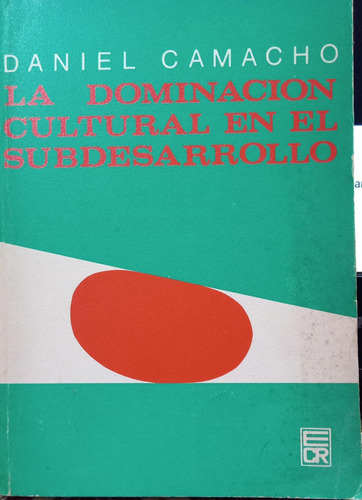 DANIEL CAMACHO
LA DOMINACION
CULTURAL EN EL
SUBDESARROLLO
ECR